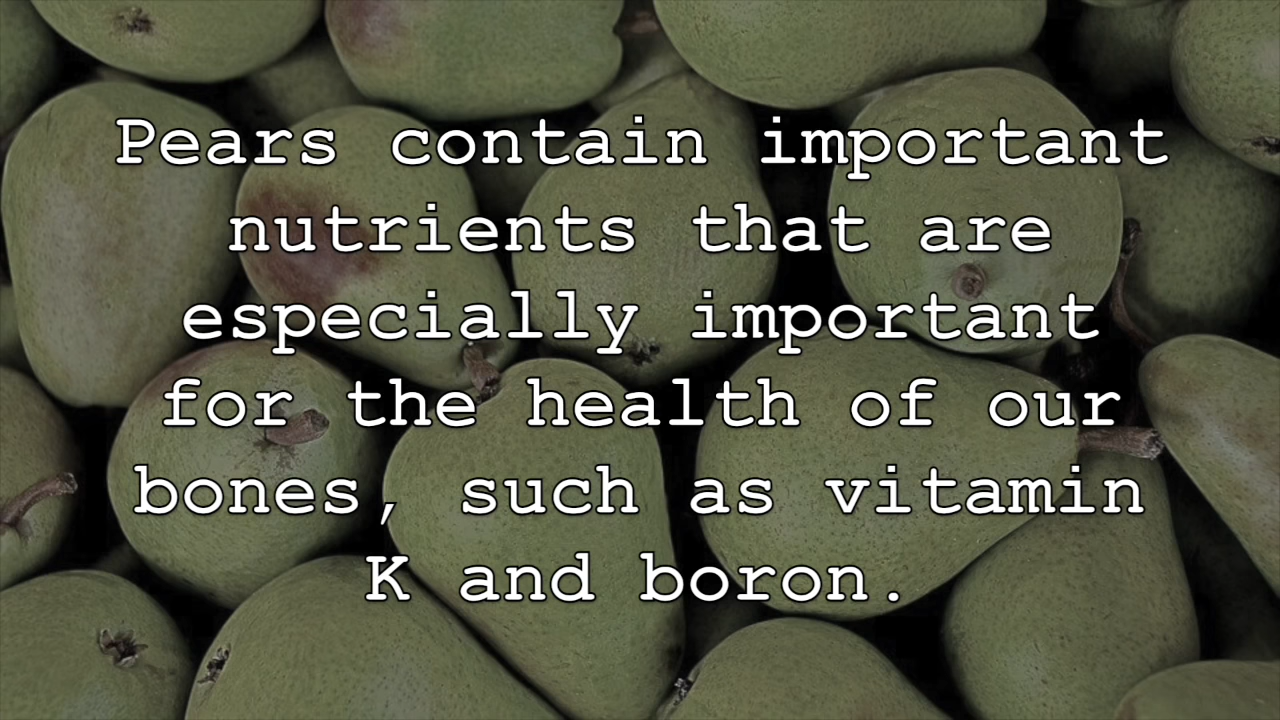 Pears contain important
nutrients that are
especially important
for the health of our
bones, such as vitamin
K and boron.